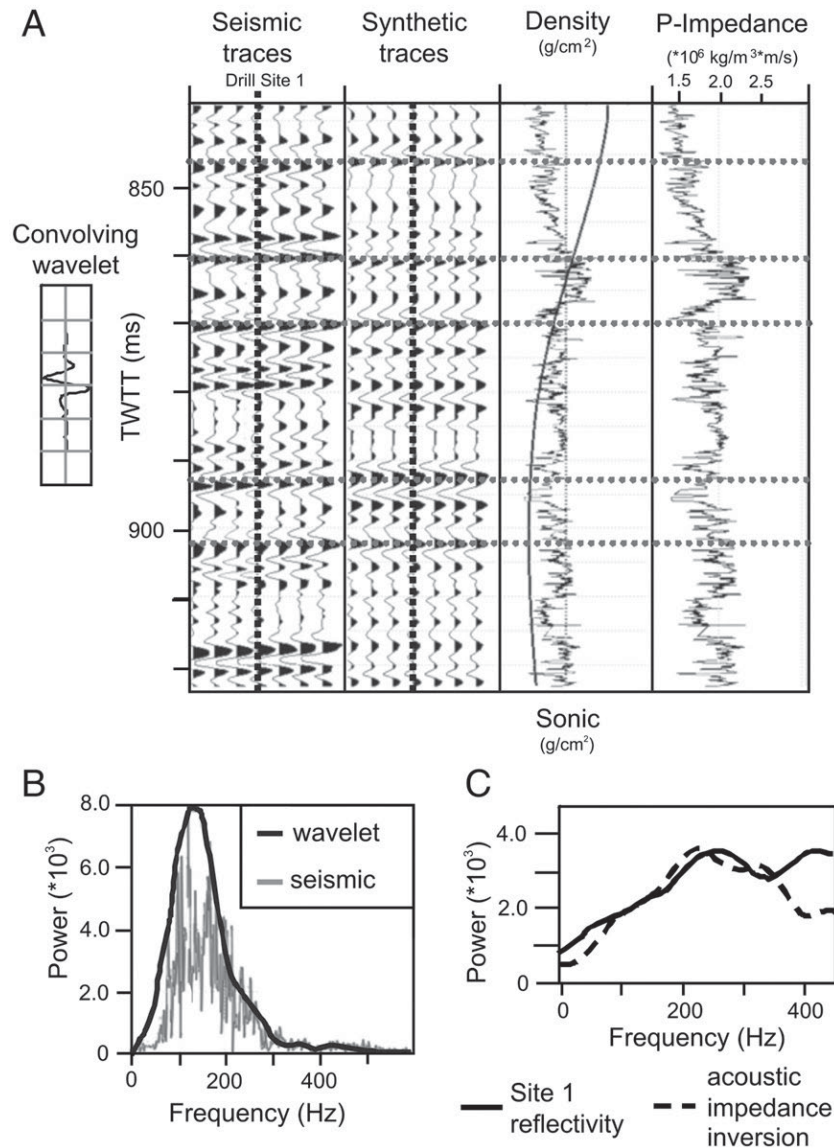 A
Seismic
traces
Drill Site 1
Synthetic
traces
Density
(g/cm²)
P-Impedance
(*10⁶ kg/m³*m/s)
1.5 2.0 2.5
Convolving
wavelet
TWTT (ms)
850
900
Sonic
(g/cm²)
B
8.0
6.0
4.0
2.0
0
Power (*10³)
wavelet
seismic
0 200 400
Frequency (Hz)
C
4.0
2.0
0
Power (*10³)
0 200 400
Frequency (Hz)
Site 1
reflectivity
acoustic
impedance
inversion